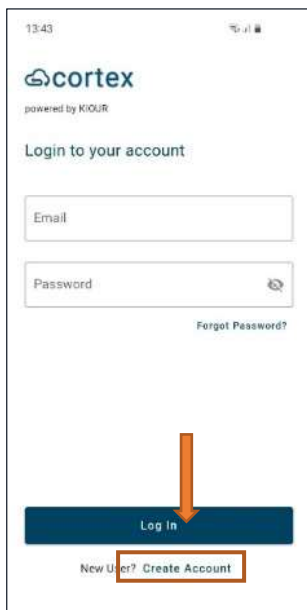 13:43
cortex
powered by KIOUR
Login to your account
Email
Password
Forgot Password?
Log In
New User? Create Account